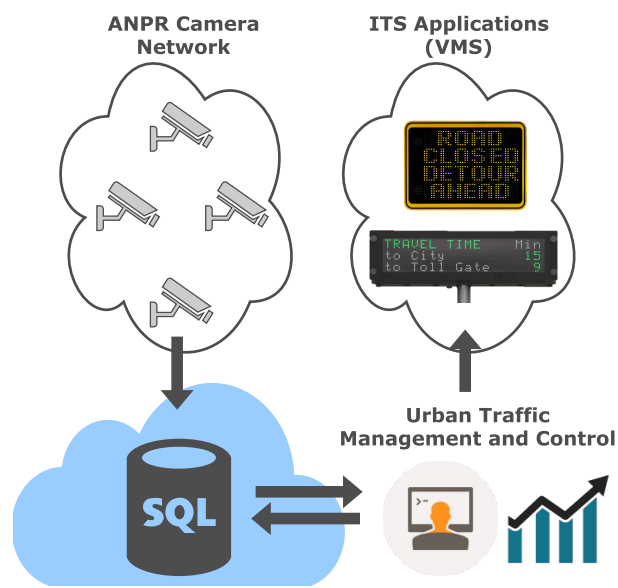 ANPR Camera
Network
ITS Applications
(VMS)
ROAD
CLOSED
DETOUR
AHEAD
TRAVEL TIME Min
to City 15
to Toll Gate 9
Urban Traffic
Management and Control
SQL
>-